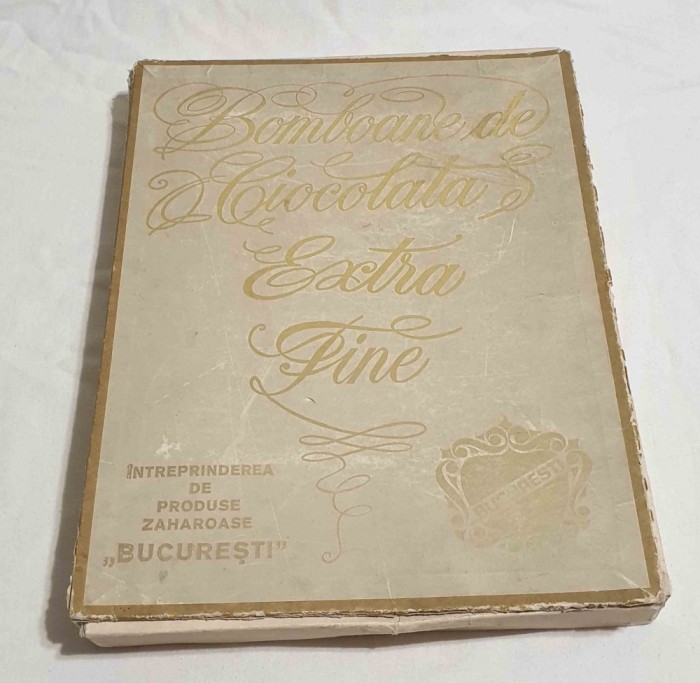 Bomboane de
Ciocolata
Extra
Fine
ÎNTREPRINDEREA
DE
PRODUSE
ZAHAROASE
„BUCUREȘTI”
BUCUREȘTI